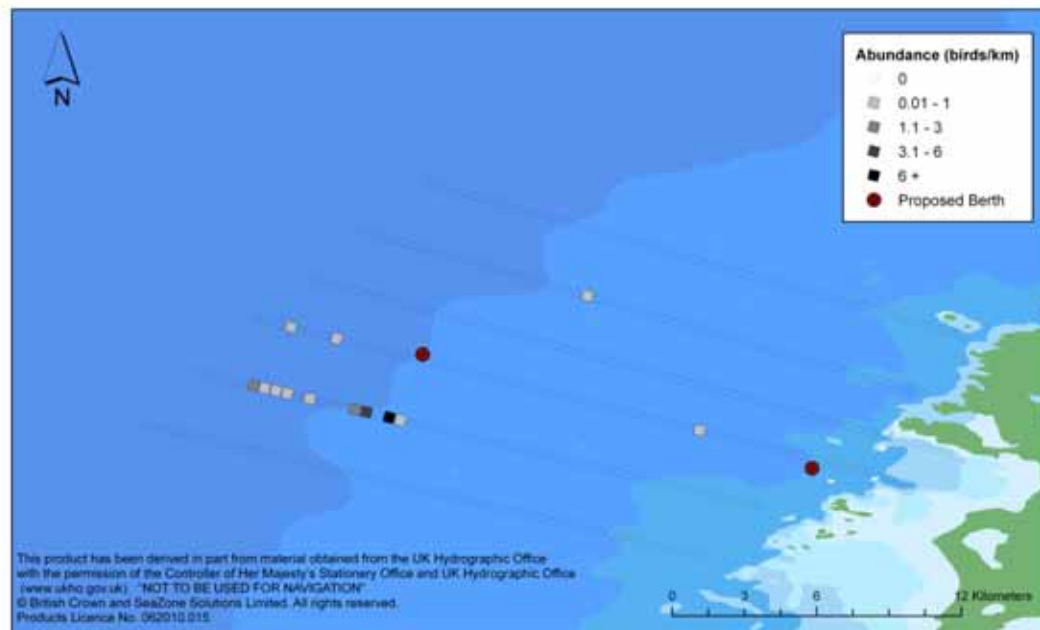 N
Abundance (birds/km)
0
0.01 - 1
1.1 - 3
3.1 - 6
6 +
Proposed Berth
This product has been derived in part from material obtained from the UK Hydrographic Office
with the permission of the Controller of Her Majesty's Stationery Office and UK Hydrographic Office
(www.ukho.gov.uk) "NOT TO BE USED FOR NAVIGATION"
© British Crown and SeaZone Solutions Limited. All rights reserved.
Products Licence No. 062010.015
0 3 6 12 Kilometers